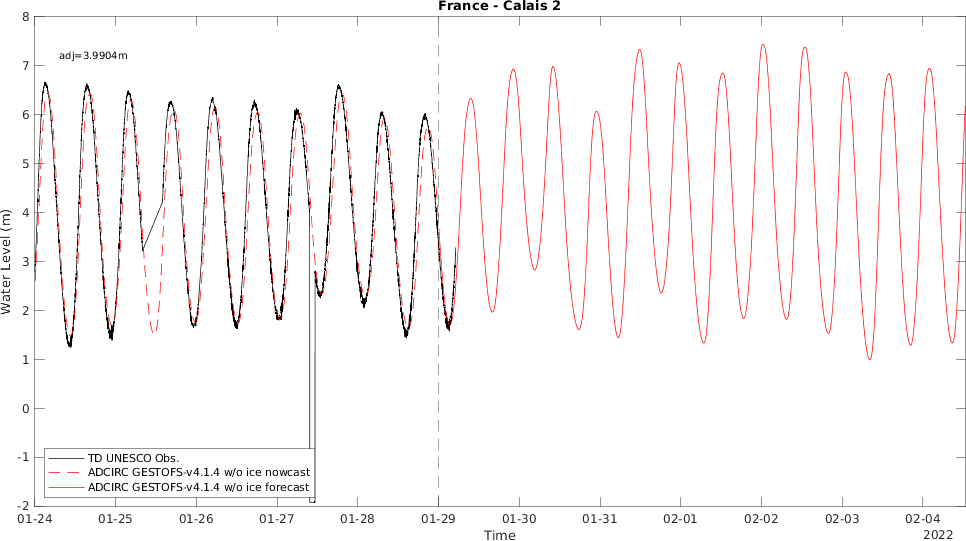 France - Calais 2
adj=3.9904m
Water Level (m)
8
7
6
5
4
3
2
1
0
-1
-2
TD UNESCO Obs.
ADCIRC GESTOFS-v4.1.4 w/o ice nowcast
ADCIRC GESTOFS-v4.1.4 w/o ice forecast
01-24 01-25 01-26 01-27 01-28 01-29 01-30 01-31 02-01 02-02 02-03 02-04
Time
2022